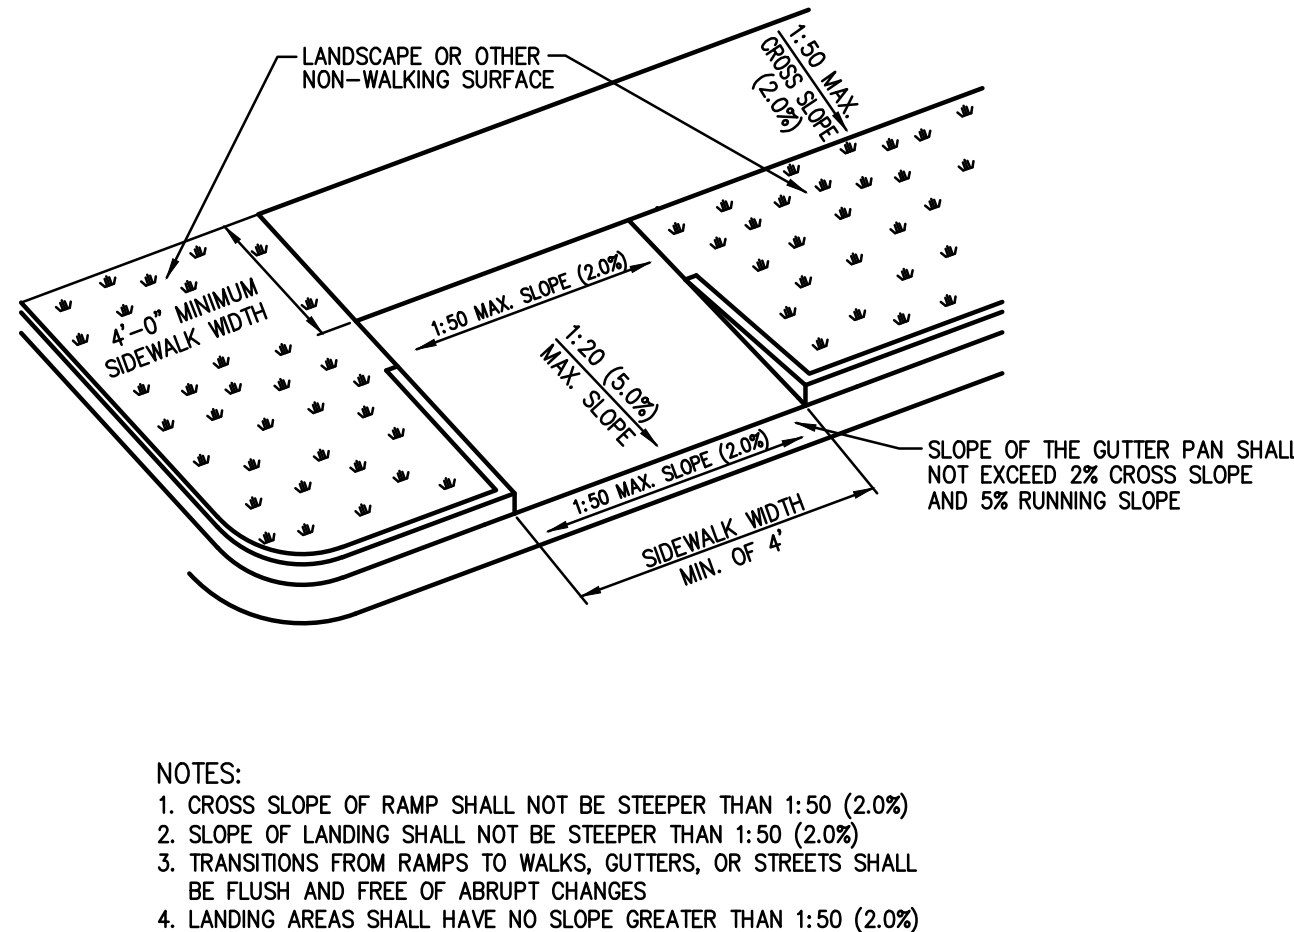 LANDSCAPE OR OTHER
NON-WALKING SURFACE
1:50 MAX.
CROSS SLOPE
(2.0%)
4'-0" MINIMUM
SIDEWALK WIDTH
1:50 MAX. SLOPE (2.0%)
1:20 (5.0%)
MAX. SLOPE
1:50 MAX. SLOPE (2.0%)
SIDEWALK WIDTH
MIN. OF 4'
SLOPE OF THE GUTTER PAN SHALL
NOT EXCEED 2% CROSS SLOPE
AND 5% RUNNING SLOPE
NOTES:
1. CROSS SLOPE OF RAMP SHALL NOT BE STEEPER THAN 1:50 (2.0%)
2. SLOPE OF LANDING SHALL NOT BE STEEPER THAN 1:50 (2.0%)
3. TRANSITIONS FROM RAMPS TO WALKS, GUTTERS, OR STREETS SHALL
BE FLUSH AND FREE OF ABRUPT CHANGES
4. LANDING AREAS SHALL HAVE NO SLOPE GREATER THAN 1:50 (2.0%)